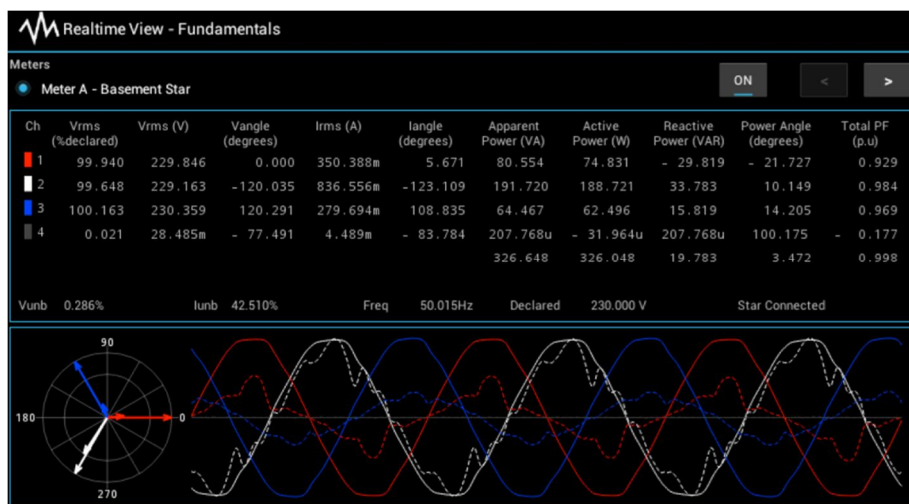 Realtime View - Fundamentals
Meters
Meter A - Basement Star
ON < >
Ch Vrms (%declared) Vrms (V) Vangle (degrees) Irms (A) Iangle (degrees) Apparent Power (VA) Active Power (W) Reactive Power (VAR) Power Angle (degrees) Total PF (p.u)
1 99.940 229.846 0.000 350.388m 5.671 80.554 74.831 - 29.819 - 21.727 0.929
2 99.648 229.163 -120.035 836.556m -123.109 191.720 188.721 33.783 10.149 0.984
3 100.163 230.359 120.291 279.694m 108.835 64.467 62.496 15.819 14.205 0.969
4 0.021 28.485m - 77.491 4.489m - 83.784 207.768u - 31.964u 207.768u 100.175 - 0.177
326.648 326.048 19.783 3.472 0.998
Vunb 0.286% Iunb 42.510% Freq 50.015Hz Declared 230.000 V Star Connected
90
180 0
270